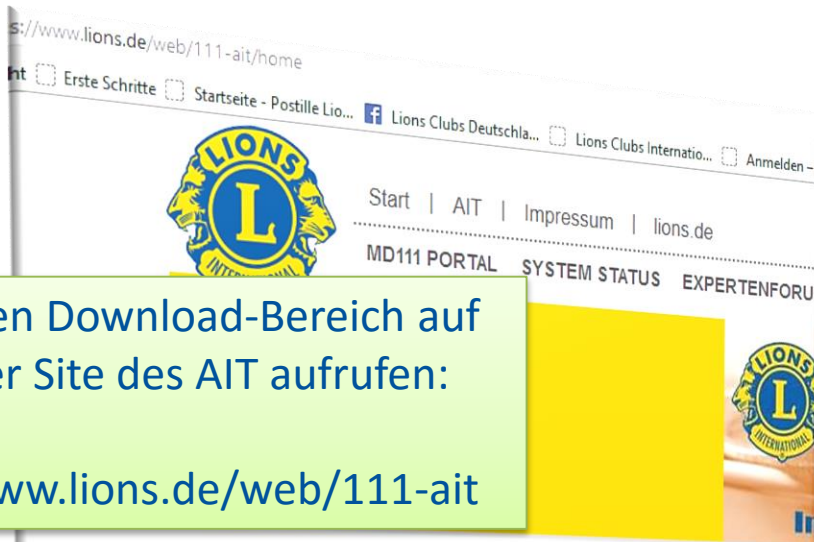 s://www.lions.de/web/111-ait/home
ht Erste Schritte Startseite - Postille Lio... Lions Clubs Deutschla... Lions Clubs Internatio... Anmelden –
LIONS
L
INTERNATIONAL
Start | AIT | Impressum | lions.de
MD111 PORTAL SYSTEM STATUS EXPERTENFORU
en Download-Bereich auf
er Site des AIT aufrufen:
ww.lions.de/web/111-ait
LIONS
L
INTERNATIONAL
In